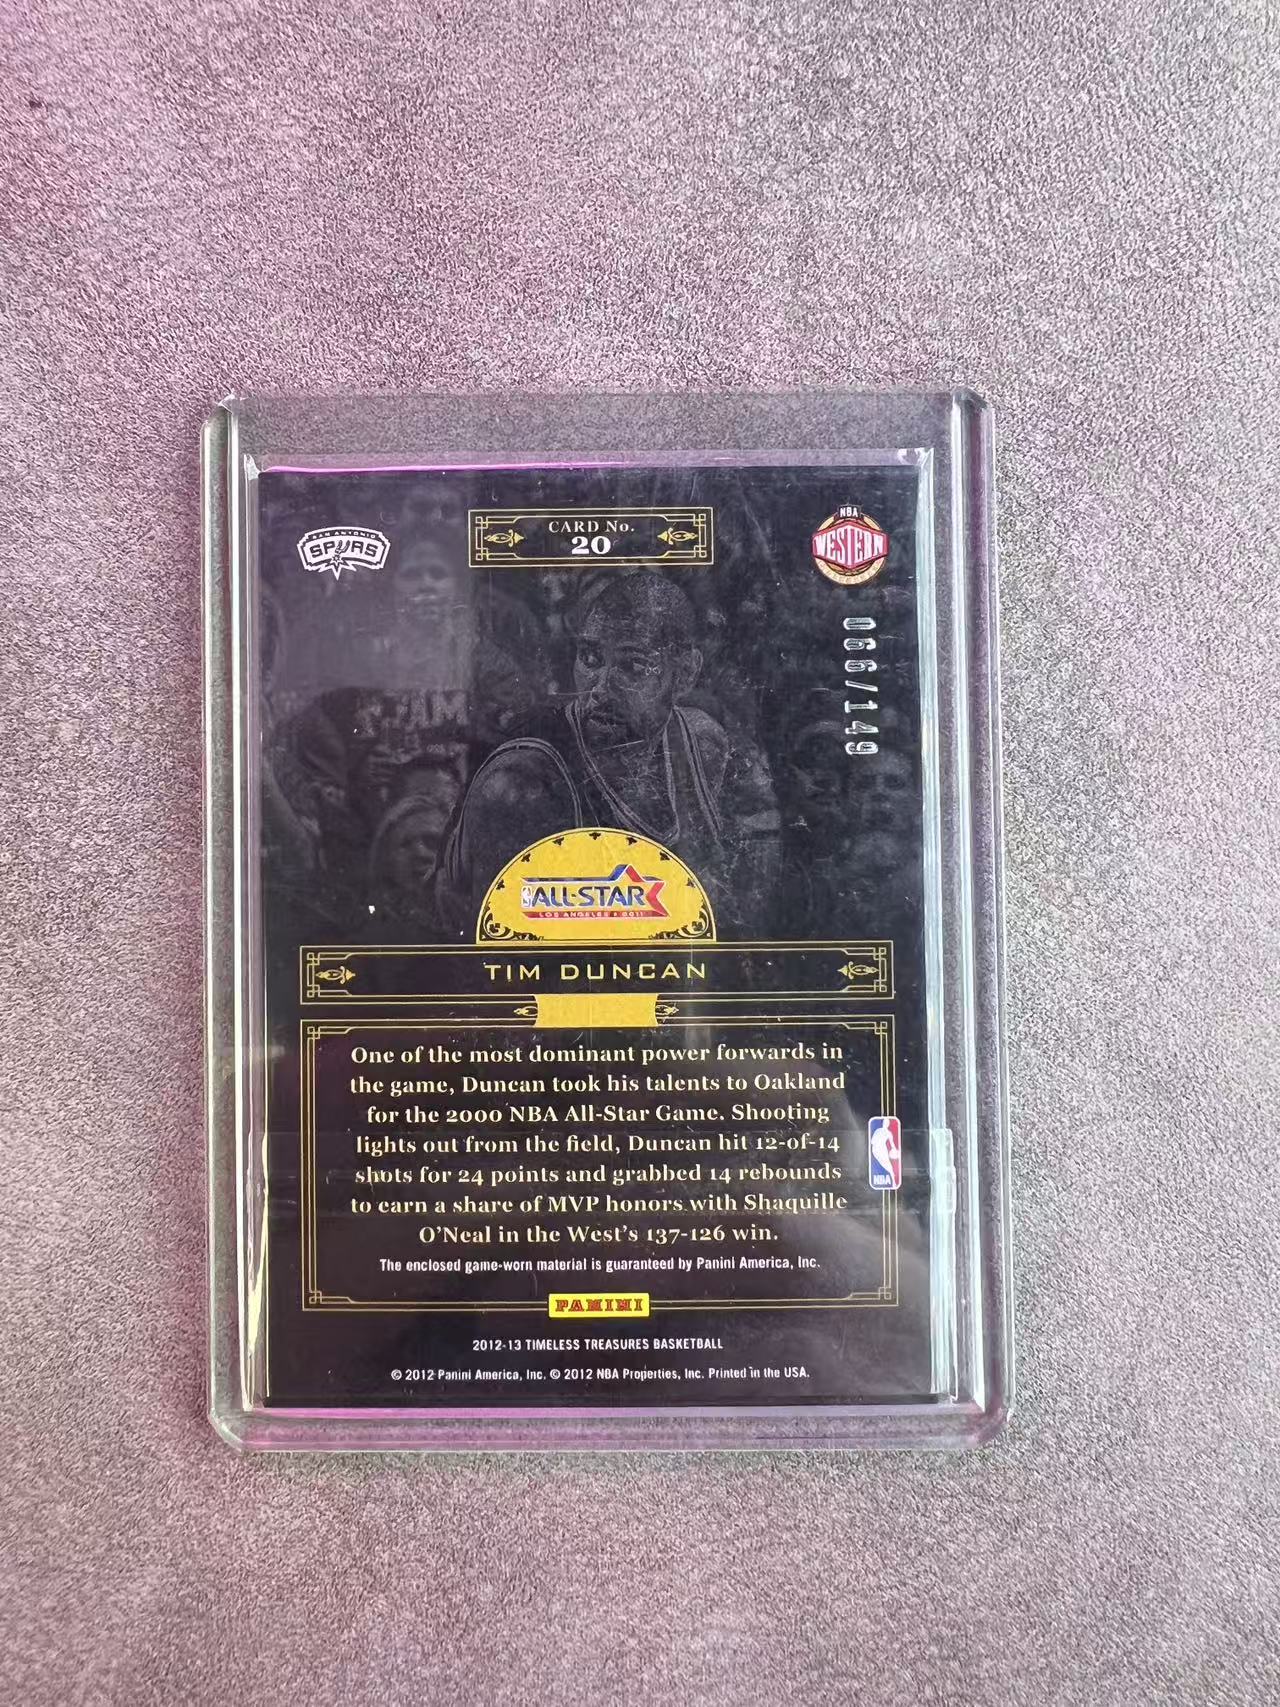 CARD No.
20
SAN ANTONIO
SPURS
NBA
WESTERN
066/149
ALL-STAR
LOS ANGELES 2011
TIM DUNCAN
One of the most dominant power forwards in
the game, Duncan took his talents to Oakland
for the 2000 NBA All-Star Game. Shooting
lights out from the field, Duncan hit 12-of-14
shots for 24 points and grabbed 14 rebounds
to earn a share of MVP honors with Shaquille
O'Neal in the West's 137-126 win.
NBA
The enclosed game-worn material is guaranteed by Panini America, Inc.
PANINI
2012-13 TIMELESS TREASURES BASKETBALL
© 2012 Panini America, Inc. © 2012 NBA Properties, Inc. Printed in the USA.